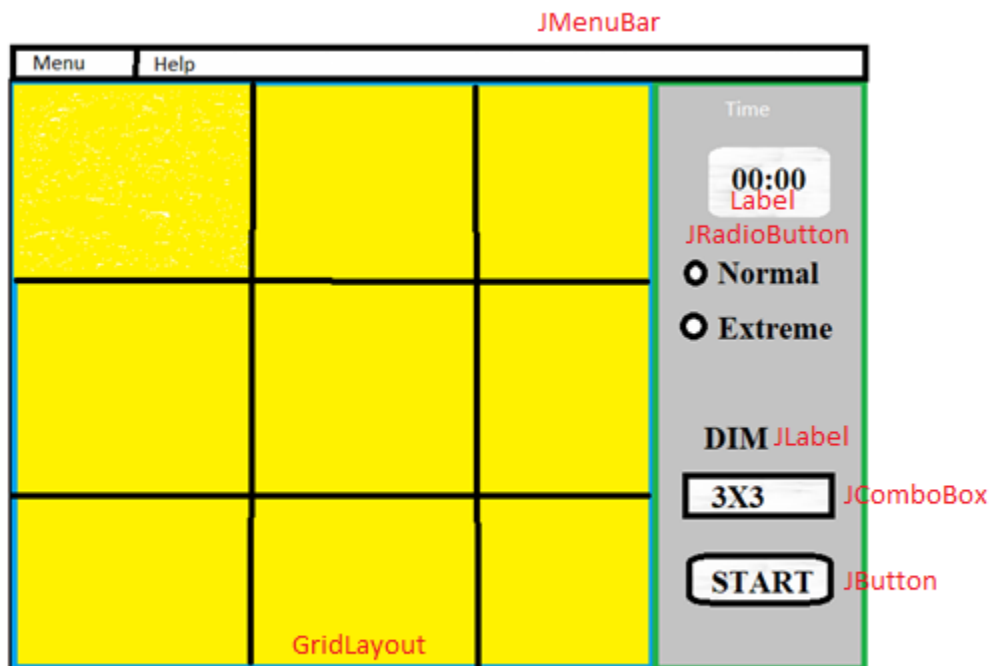 JMenuBar
Menu Help
Time
00:00
Label
JRadioButton
Normal
Extreme
DIM JLabel
3X3 JComboBox
START JButton
GridLayout